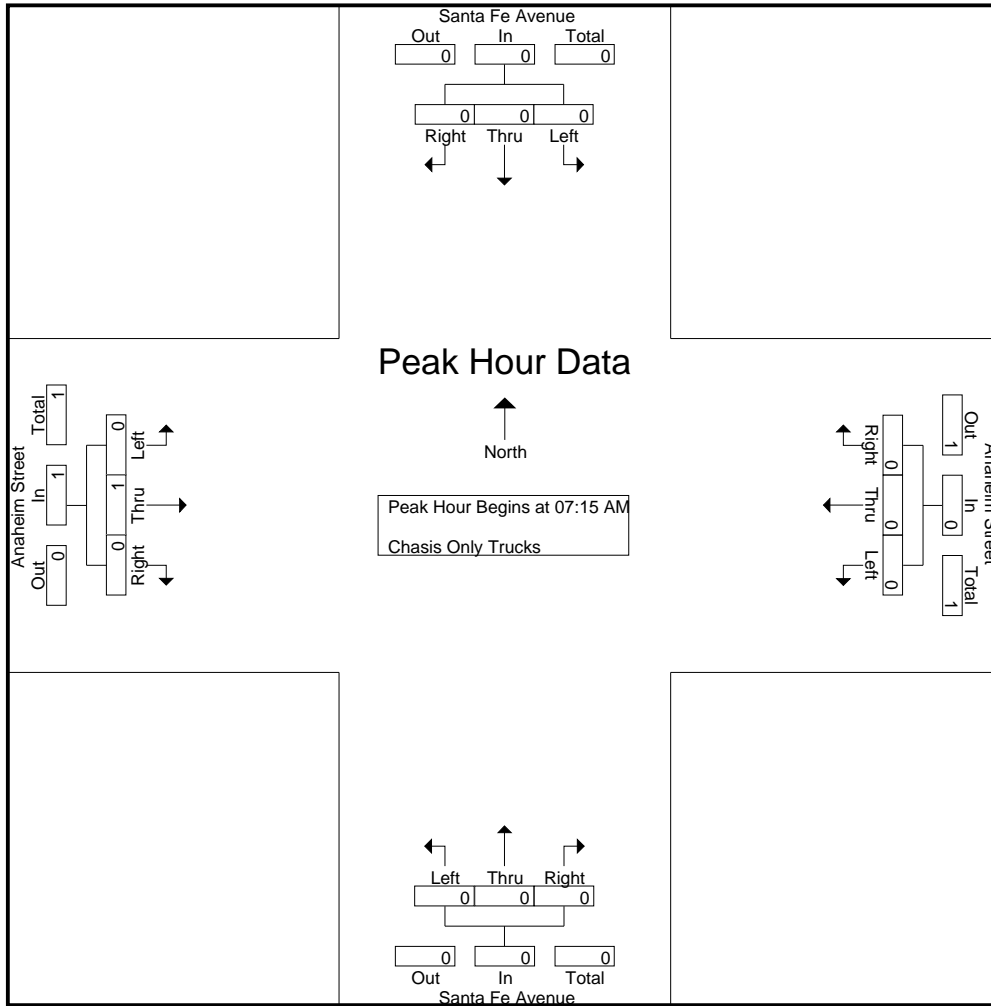 Santa Fe Avenue
Out In Total
0 0 0
0 0 0
Right Thru Left
Peak Hour Data
North
Peak Hour Begins at 07:15 AM
Chasis Only Trucks
Anaheim Street
Out In Total
0 1 1
0 1 0
Left Thru Right
Anaheim Street
Out In Total
1 0 1
0 0 0
Right Thru Left
Left Thru Right
0 0 0
0 0 0
Out In Total
Santa Fe Avenue